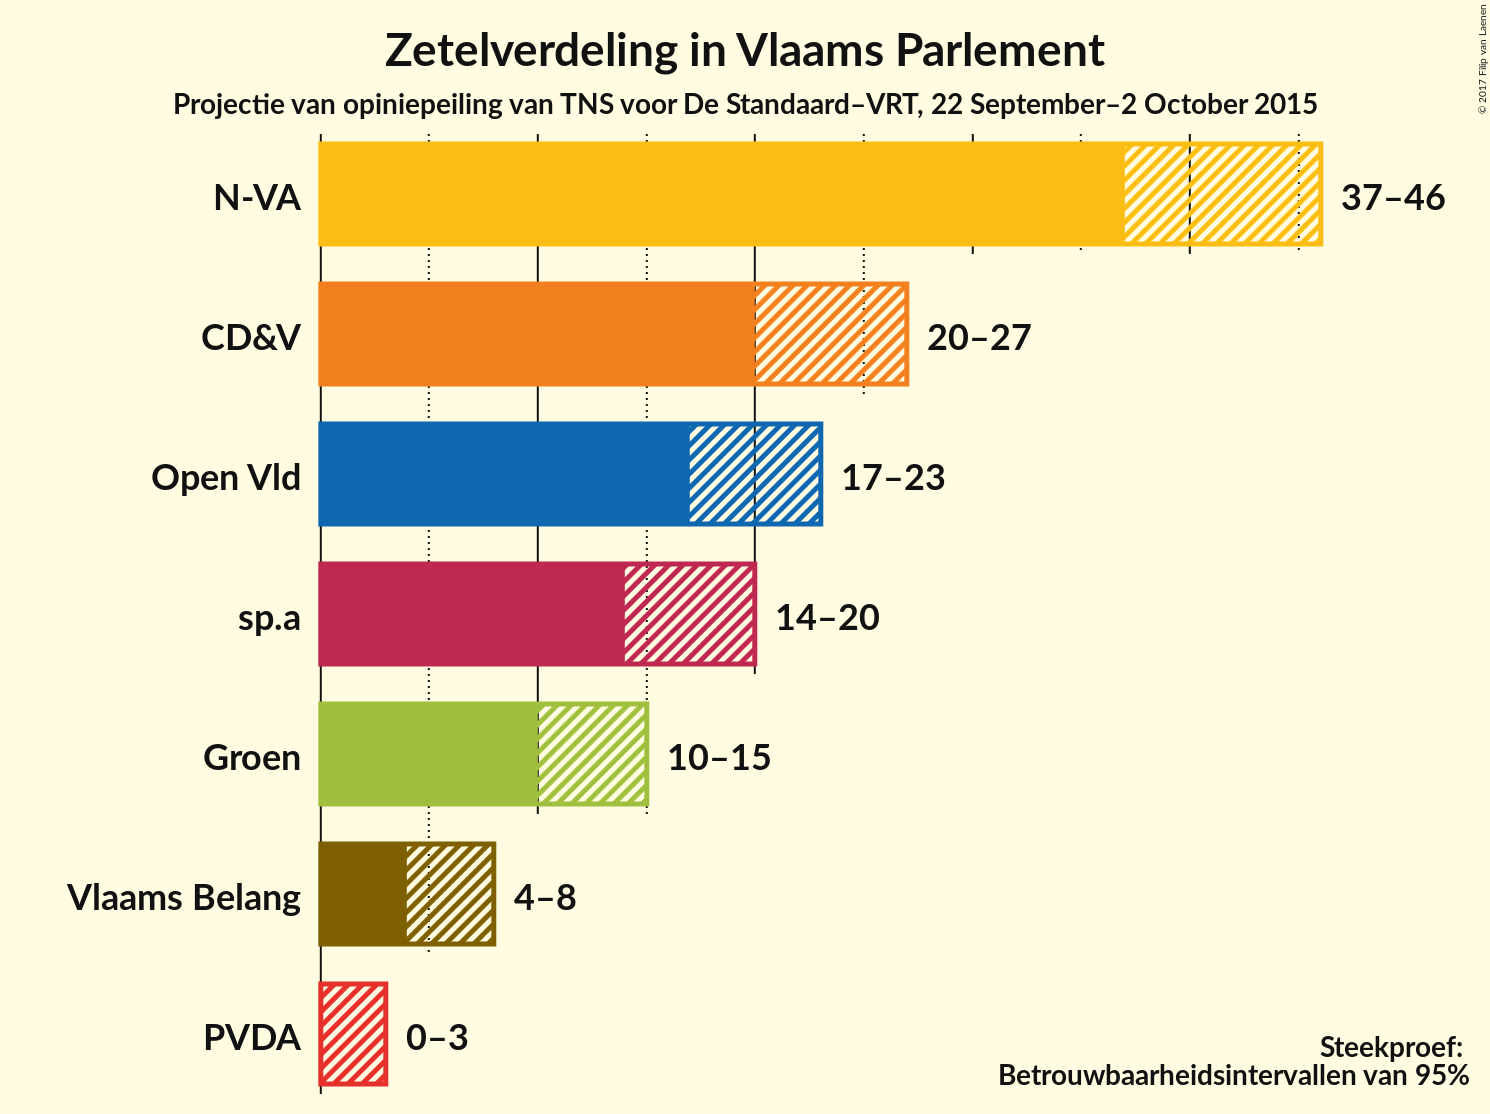 Zetelverdeling in Vlaams Parlement
Projectie van opiniepeiling van TNS voor De Standaard–VRT, 22 September–2 October 2015
© 2017 Filip van Laenen
N-VA
37–46
CD&V
20–27
Open Vld
17–23
sp.a
14–20
Groen
10–15
Vlaams Belang
4–8
PVDA
0–3
Steekproef:
Betrouwbaarheidsintervallen van 95%